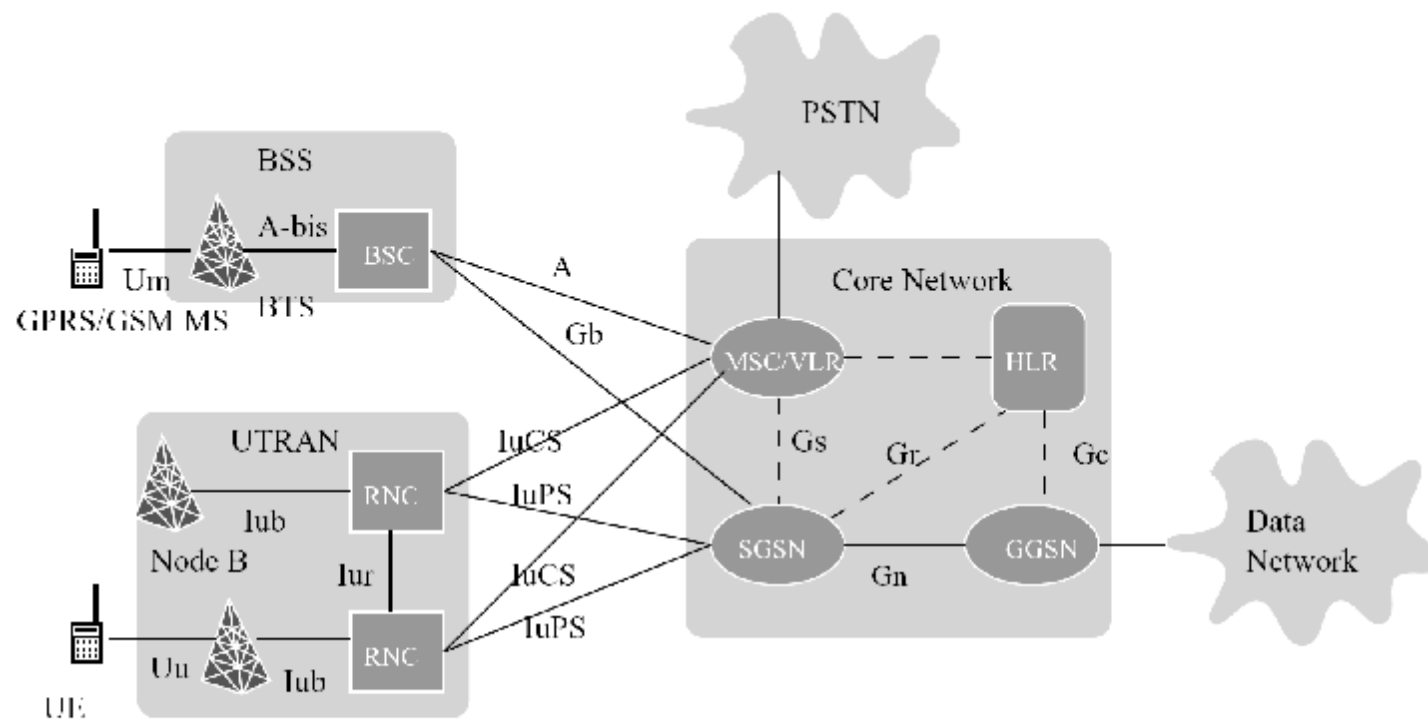 PSTN
BSS
A-bis
BSC
Um
BTS
GPRS/GSM MS
A
Gb
Core Network
MSC/VLR
HLR
Gs
Gr
Gc
UTRAN
RNC
Iub
Node B
Iur
IuCS
IuPS
IuCS
IuPS
SGSN
Gn
GGSN
Data
Network
RNC
Uu
Iub
UE